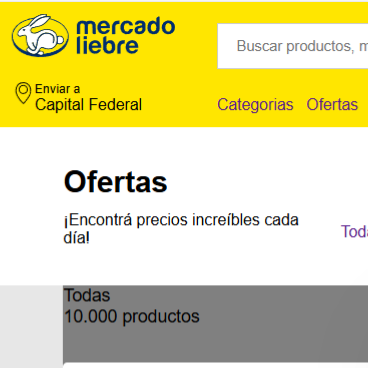 mercado
liebre
Buscar productos, m
Enviar a
Capital Federal
Categorias Ofertas
Ofertas
¡Encontrá precios increíbles cada
día!
Toda
Todas
10.000 productos